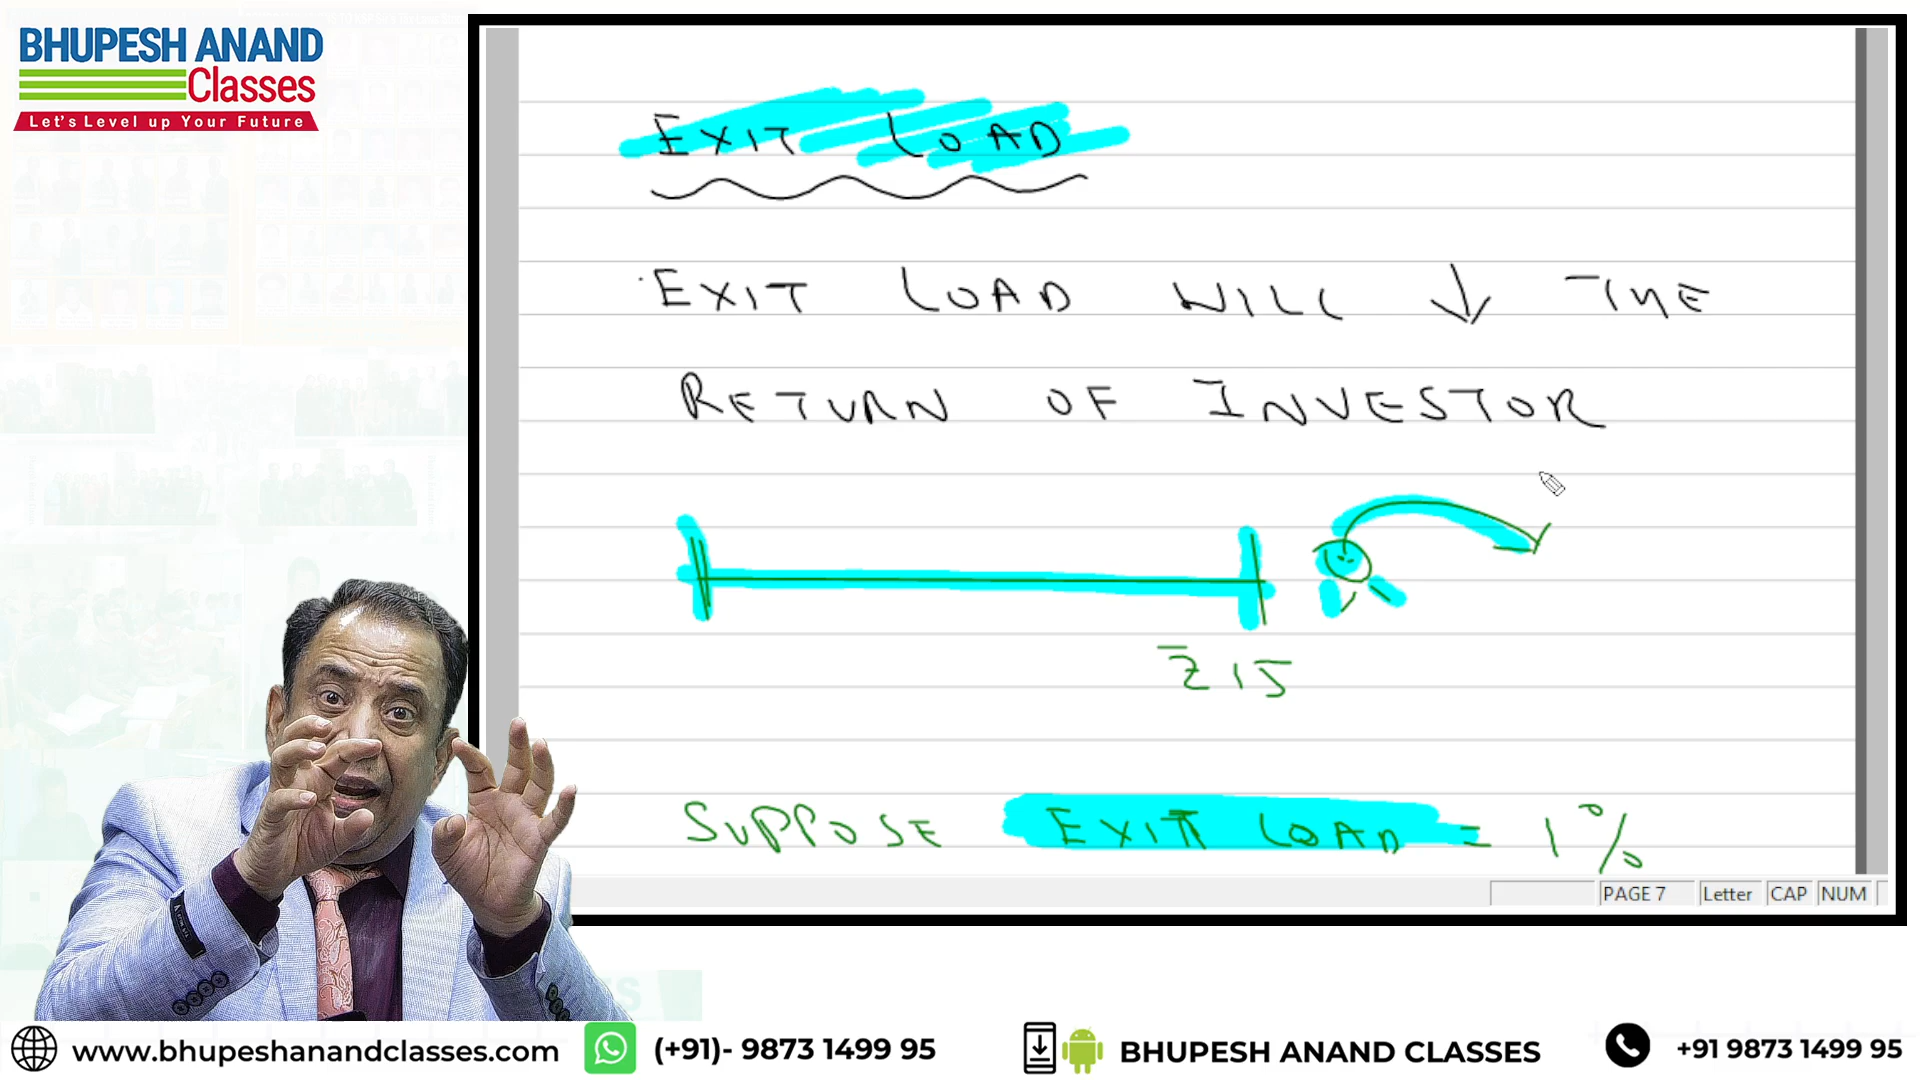 BHUPESH ANAND
Classes
Let's Level up Your Future
EXIT LOAD
EXIT LOAD WILL ↓ THE
RETURN OF INVESTOR
₹15
SUPPOSE EXIT LOAD = 1%
PAGE 7 Letter CAP NUM
www.bhupeshanandclasses.com (+91)- 9873 1499 95 BHUPESH ANAND CLASSES +91 9873 1499 95